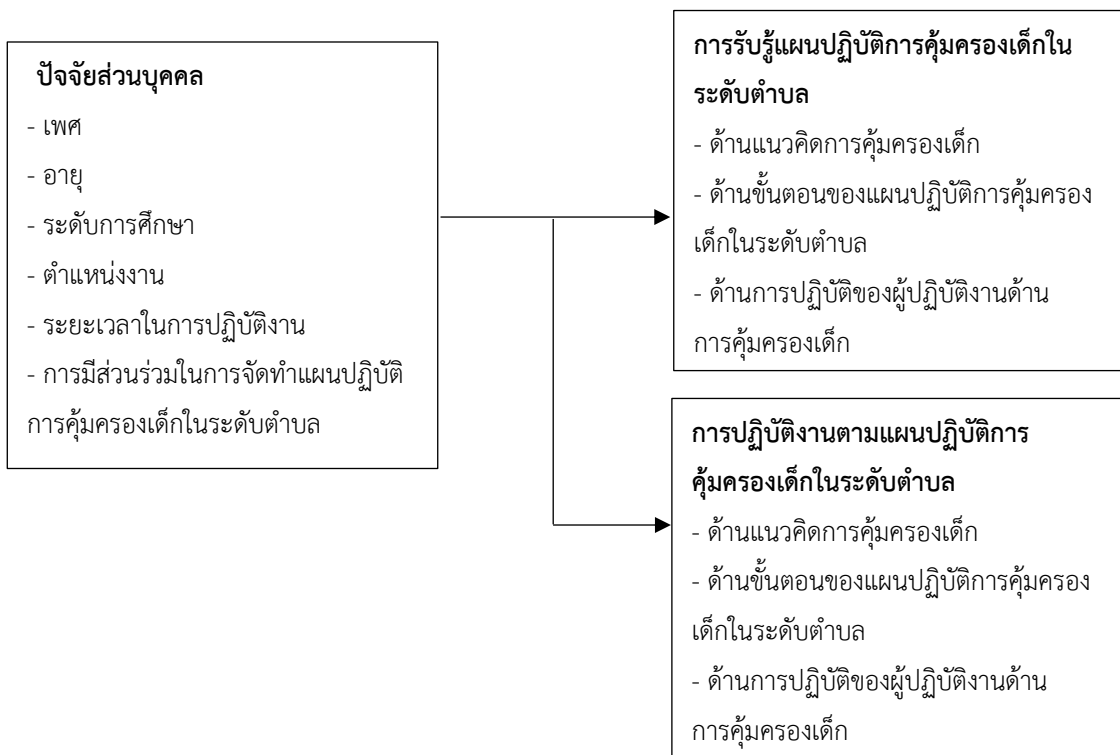 ปัจจัยส่วนบุคคล
- เพศ
- อายุ
- ระดับการศึกษา
- ตำแหน่งงาน
- ระยะเวลาในการปฏิบัติงาน
- การมีส่วนร่วมในการจัดทำแผนปฏิบัติ
การคุ้มครองเด็กในระดับตำบล
การรับรู้แผนปฏิบัติการคุ้มครองเด็กใน
ระดับตำบล
- ด้านแนวคิดการคุ้มครองเด็ก
- ด้านขั้นตอนของแผนปฏิบัติการคุ้มครอง
เด็กในระดับตำบล
- ด้านการปฏิบัติของผู้ปฏิบัติงานด้าน
การคุ้มครองเด็ก
การปฏิบัติงานตามแผนปฏิบัติการ
คุ้มครองเด็กในระดับตำบล
- ด้านแนวคิดการคุ้มครองเด็ก
- ด้านขั้นตอนของแผนปฏิบัติการคุ้มครอง
เด็กในระดับตำบล
- ด้านการปฏิบัติของผู้ปฏิบัติงานด้าน
การคุ้มครองเด็ก